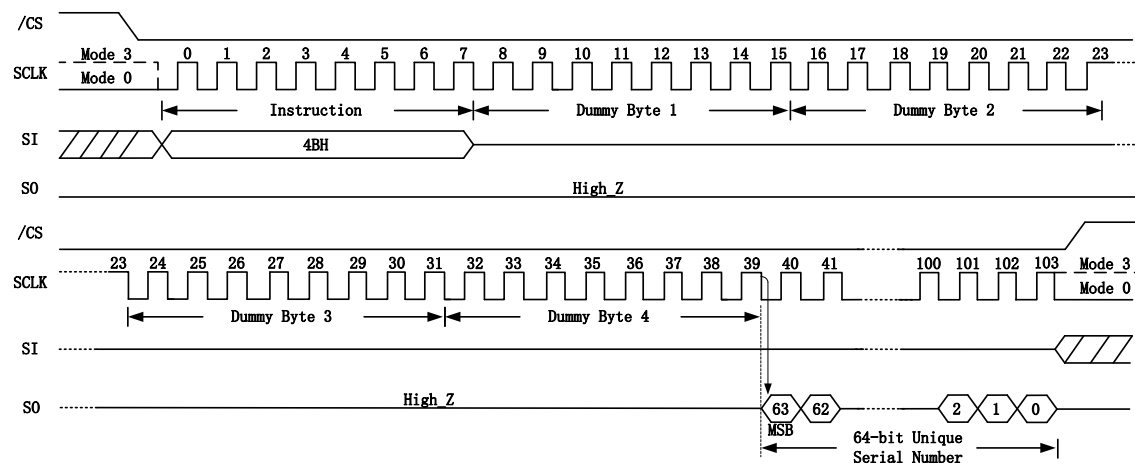 /CS
Mode 3 0 1 2 3 4 5 6 7 8 9 10 11 12 13 14 15 16 17 18 19 20 21 22 23
SCLK
Mode 0
Instruction Dummy Byte 1 Dummy Byte 2
SI 4BH
SO High_Z
/CS
23 24 25 26 27 28 29 30 31 32 33 34 35 36 37 38 39 40 41 100 101 102 103 Mode 3
SCLK Mode 0
Dummy Byte 3 Dummy Byte 4
SI
SO High_Z 63 62 2 1 0
MSB
64-bit Unique
Serial Number